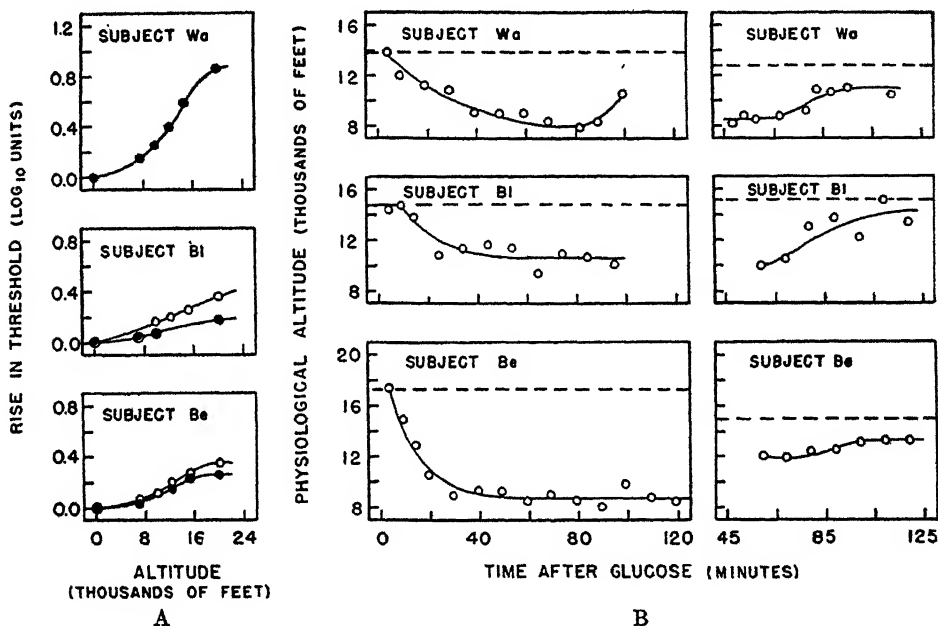 RISE IN THRESHOLD (LOG10 UNITS)
SUBJECT Wa
1.2
0.8
0.4
0.0
SUBJECT Bl
0.8
0.4
0.0
SUBJECT Be
0.8
0.4
0.0
0 8 16 24
ALTITUDE
(THOUSANDS OF FEET)
A
PHYSIOLOGICAL ALTITUDE (THOUSANDS OF FEET)
SUBJECT Wa
16
12
8
SUBJECT Wa
SUBJECT Bl
16
12
8
SUBJECT Bl
SUBJECT Be
20
16
12
8
SUBJECT Be
0 40 80 120
45 85 125
TIME AFTER GLUCOSE (MINUTES)
B